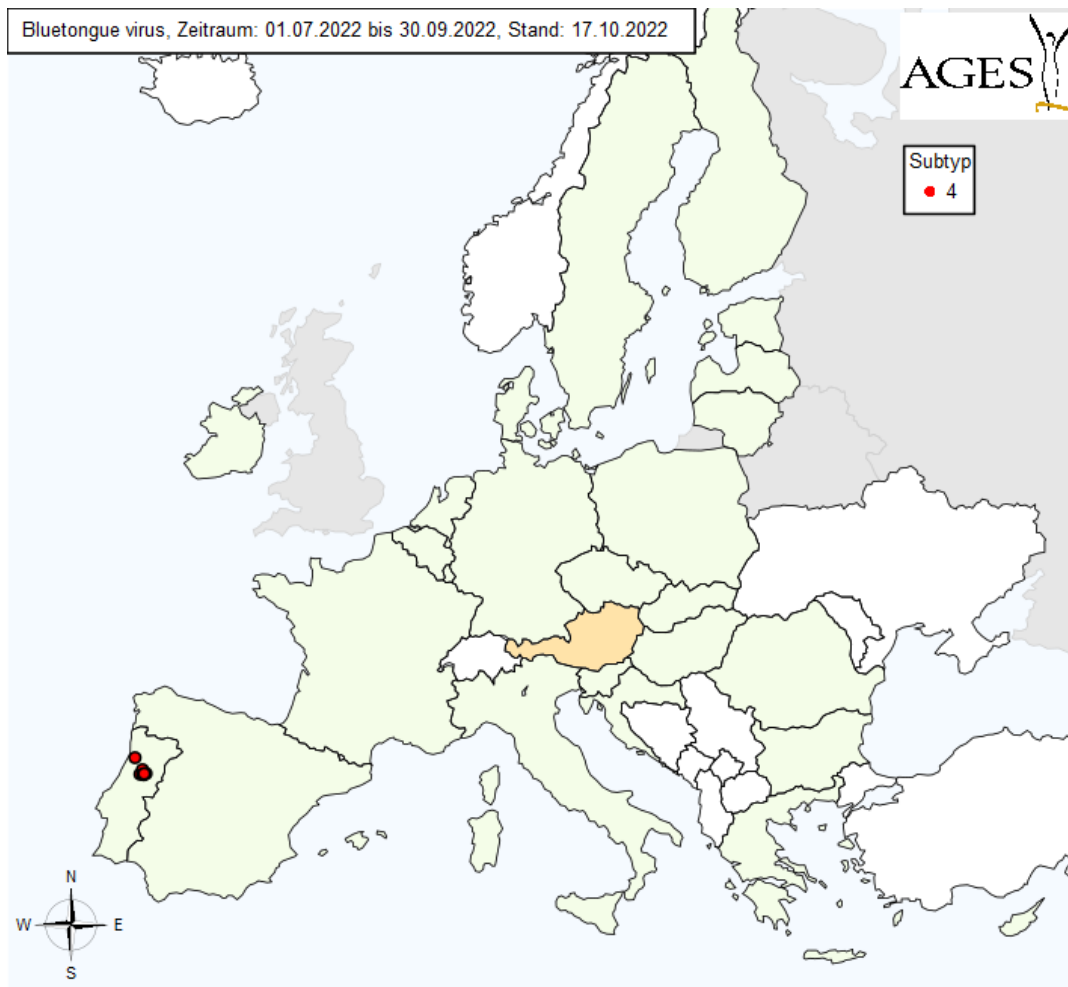 Bluetongue virus, Zeitraum: 01.07.2022 bis 30.09.2022, Stand: 17.10.2022
AGES
Subtyp
4
N
W E
S